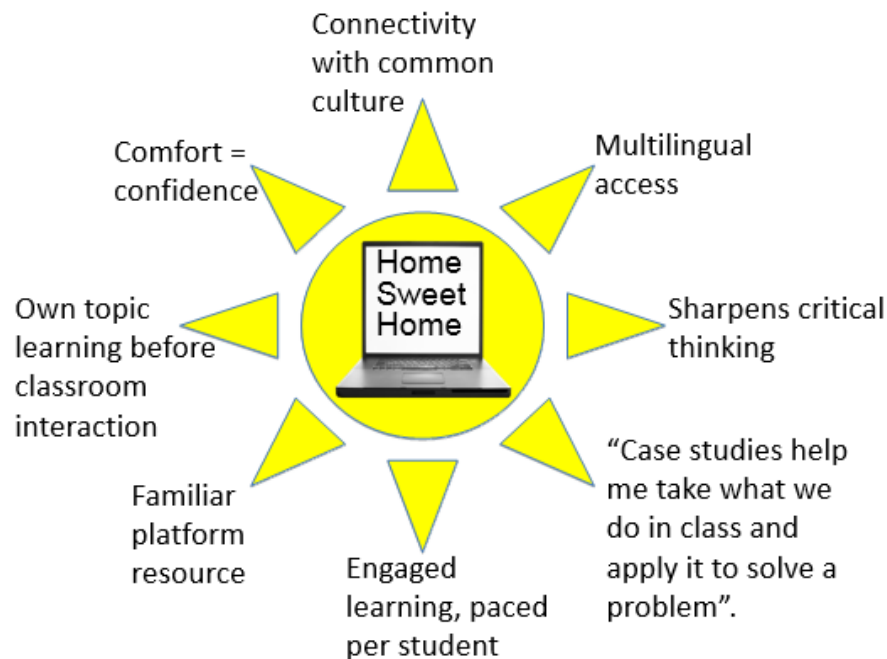 Connectivity
with common
culture
Multilingual
access
Sharpens critical
thinking
“Case studies help
me take what we
do in class and
apply it to solve a
problem”.
Engaged
learning, paced
per student
Familiar
platform
resource
Own topic
learning before
classroom
interaction
Comfort =
confidence
Home
Sweet
Home